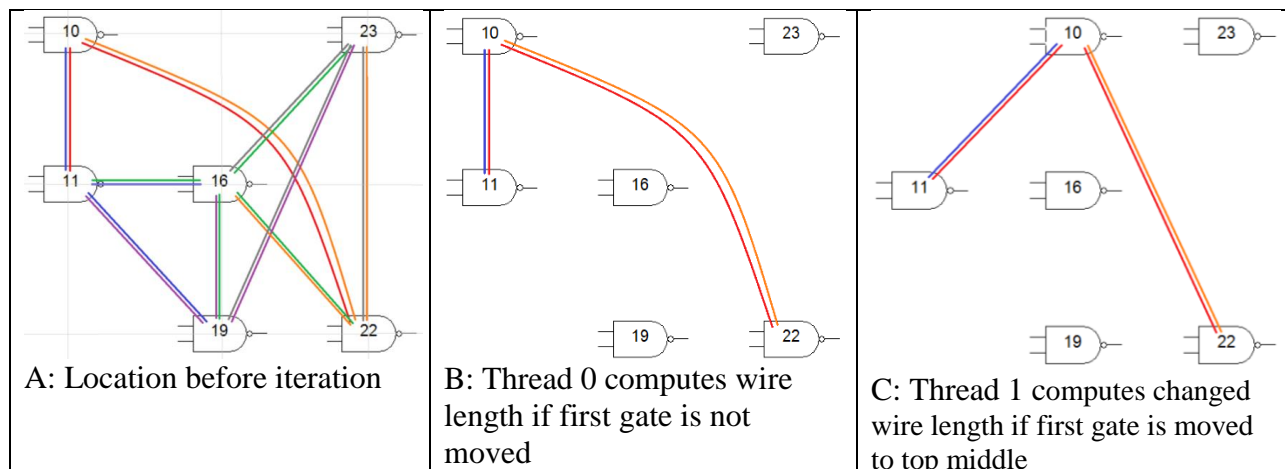 10
23
11
16
19
22
A: Location before iteration
10
23
11
16
19
22
B: Thread 0 computes wire
length if first gate is not
moved
10
23
11
16
19
22
C: Thread 1 computes changed
wire length if first gate is moved
to top middle